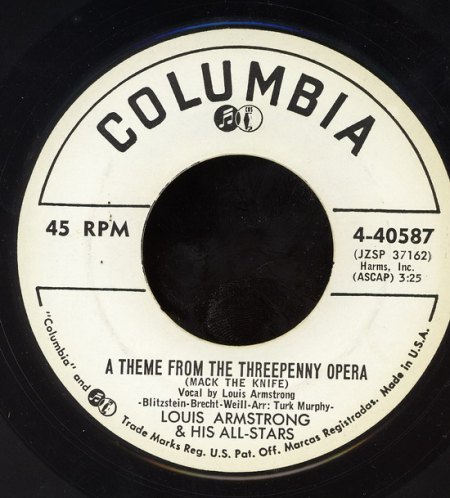 COLUMBIA
CBS
45 RPM
4-40587
(JZSP 37162)
Harms, Inc.
(ASCAP) 3:25
A THEME FROM THE THREEPENNY OPERA
(MACK THE KNIFE)
Vocal by Louis Armstrong
-Blitzstein-Brecht-Weill-Arr: Turk Murphy-
LOUIS ARMSTRONG
& HIS ALL-STARS
"Columbia" and Trade Marks Reg. U.S. Pat. Off. Marcas Registradas. Made in U.S.A.